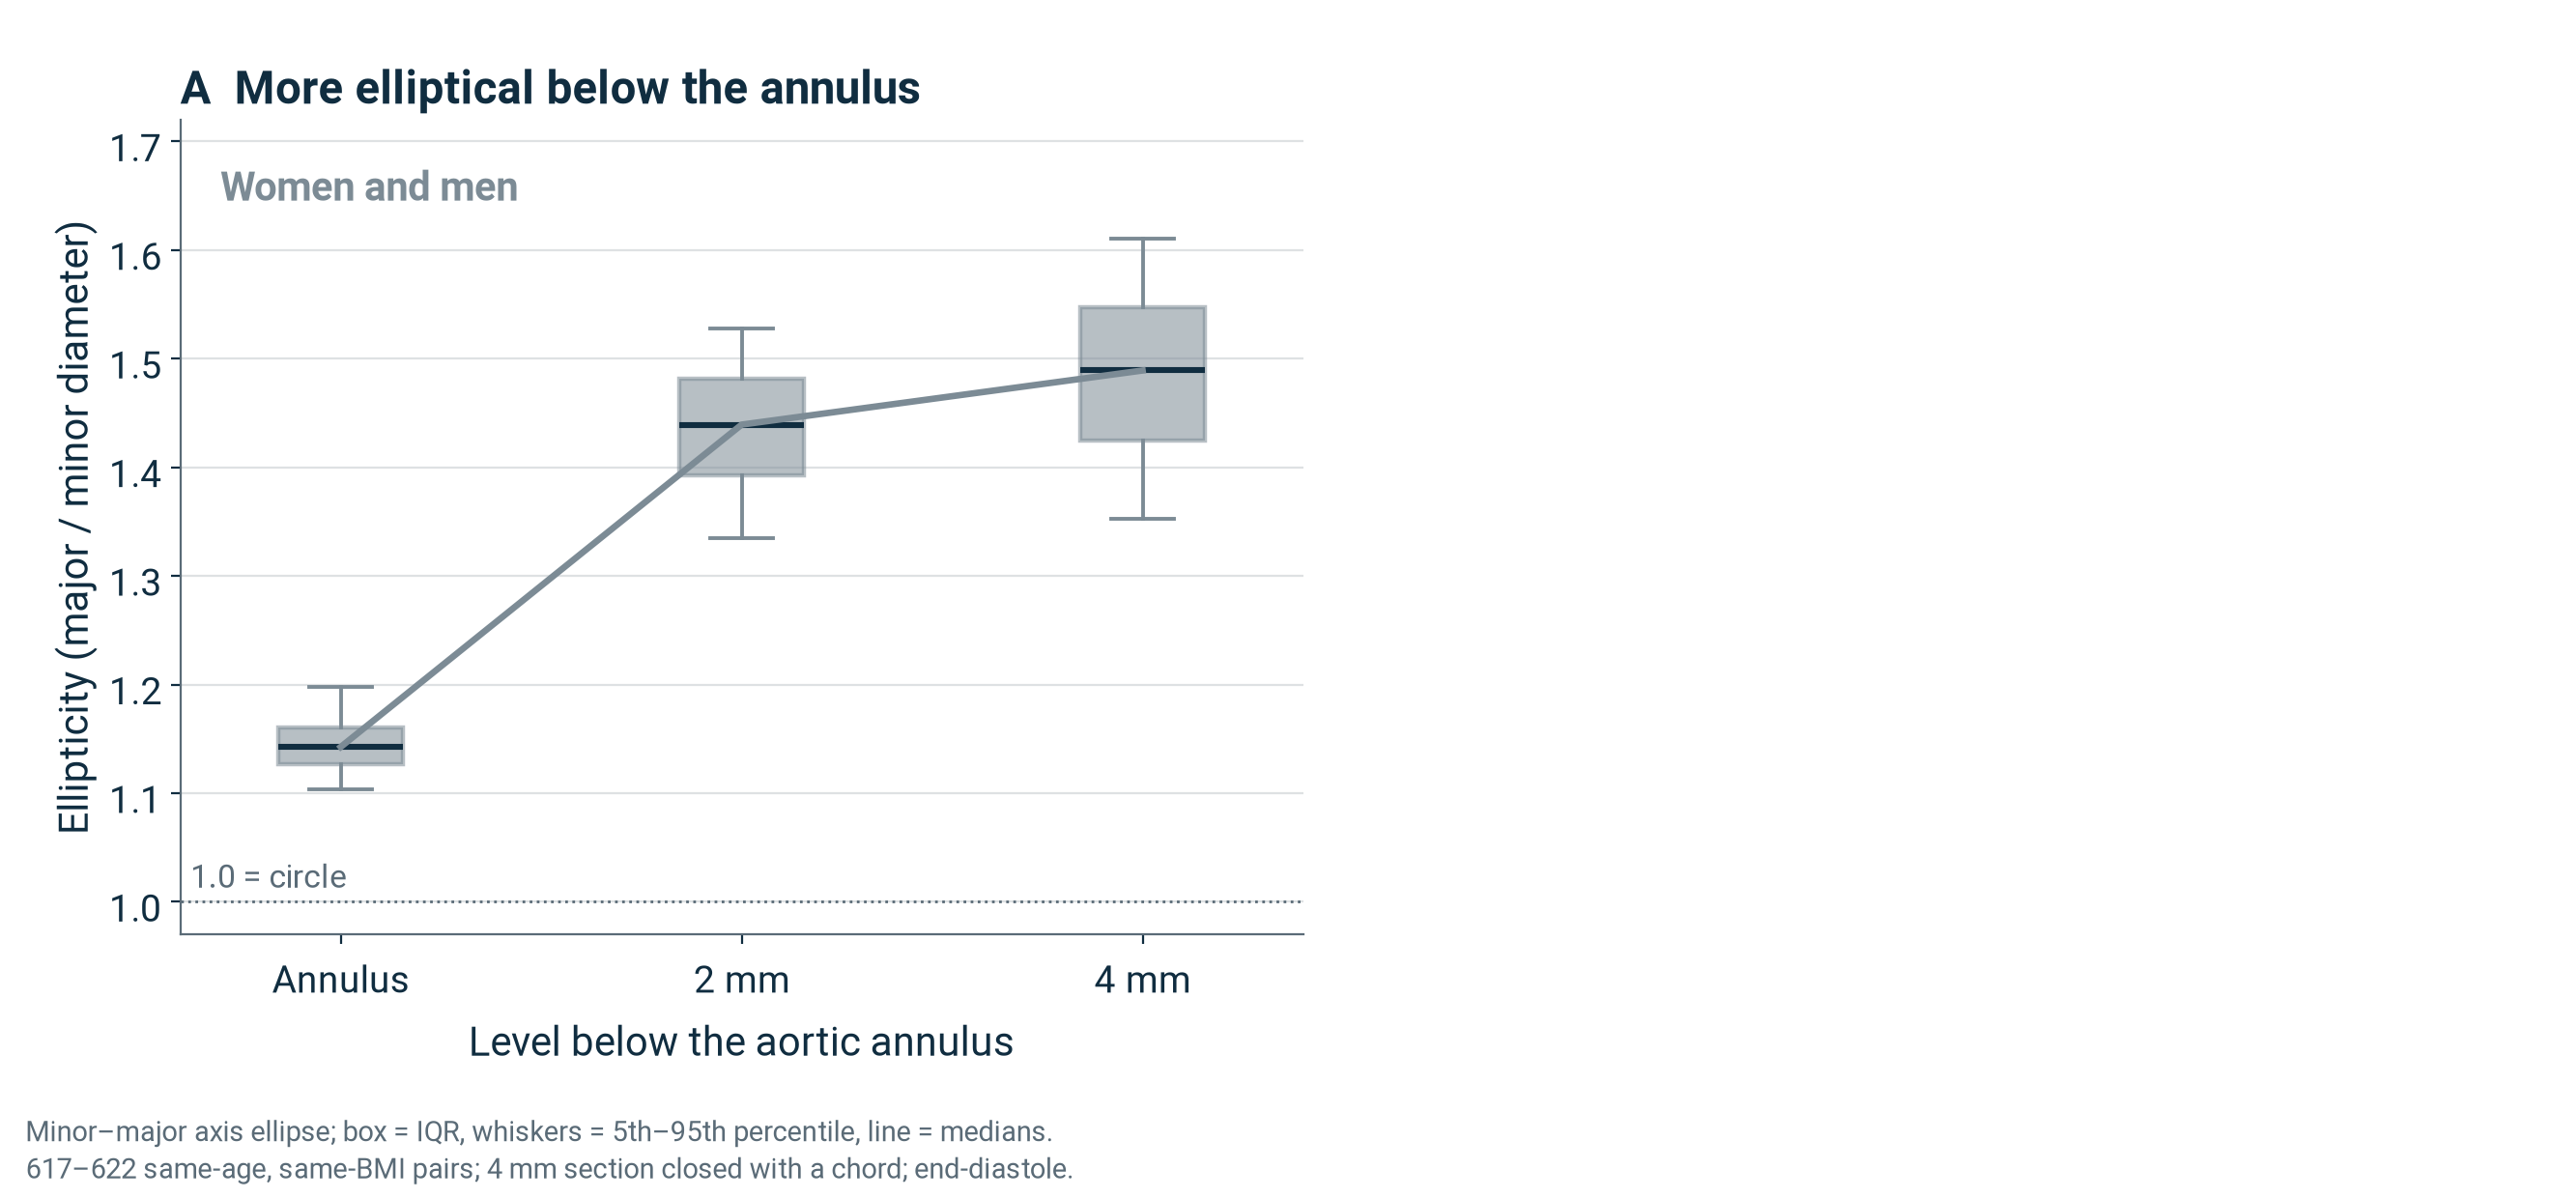 A  More elliptical below the annulus
Women and men
Ellipticity (major / minor diameter)
1.7
1.6
1.5
1.4
1.3
1.2
1.1
1.0
1.0 = circle
Annulus
2 mm
4 mm
Level below the aortic annulus
Minor–major axis ellipse; box = IQR, whiskers = 5th–95th percentile, line = medians.
617–622 same-age, same-BMI pairs; 4 mm section closed with a chord; end-diastole.